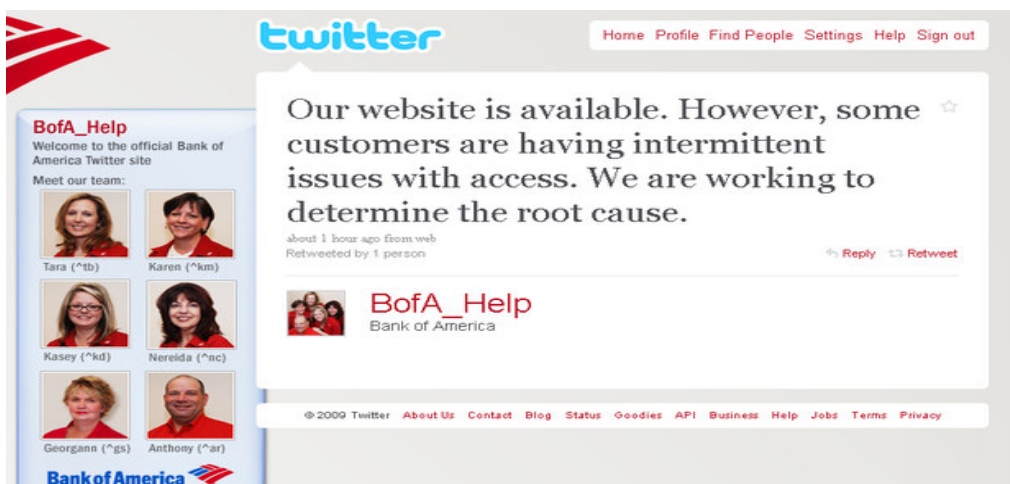 twitter
Home Profile Find People Settings Help Sign out
BofA_Help
Welcome to the official Bank of
America Twitter site
Meet our team:
Tara (^tb) Karen (^km)
Kasey (^kd) Nereida (^nc)
Georgann (^gs) Anthony (^ar)
Bank of America
Our website is available. However, some
customers are having intermittent
issues with access. We are working to
determine the root cause.
about 1 hour ago from web
Retweeted by 1 person
Reply Retweet
BofA_Help
Bank of America
© 2009 Twitter About Us Contact Blog Status Goodies API Business Help Jobs Terms Privacy